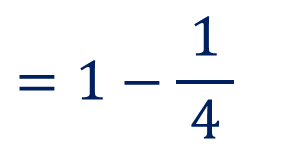 = 1 − 1/4